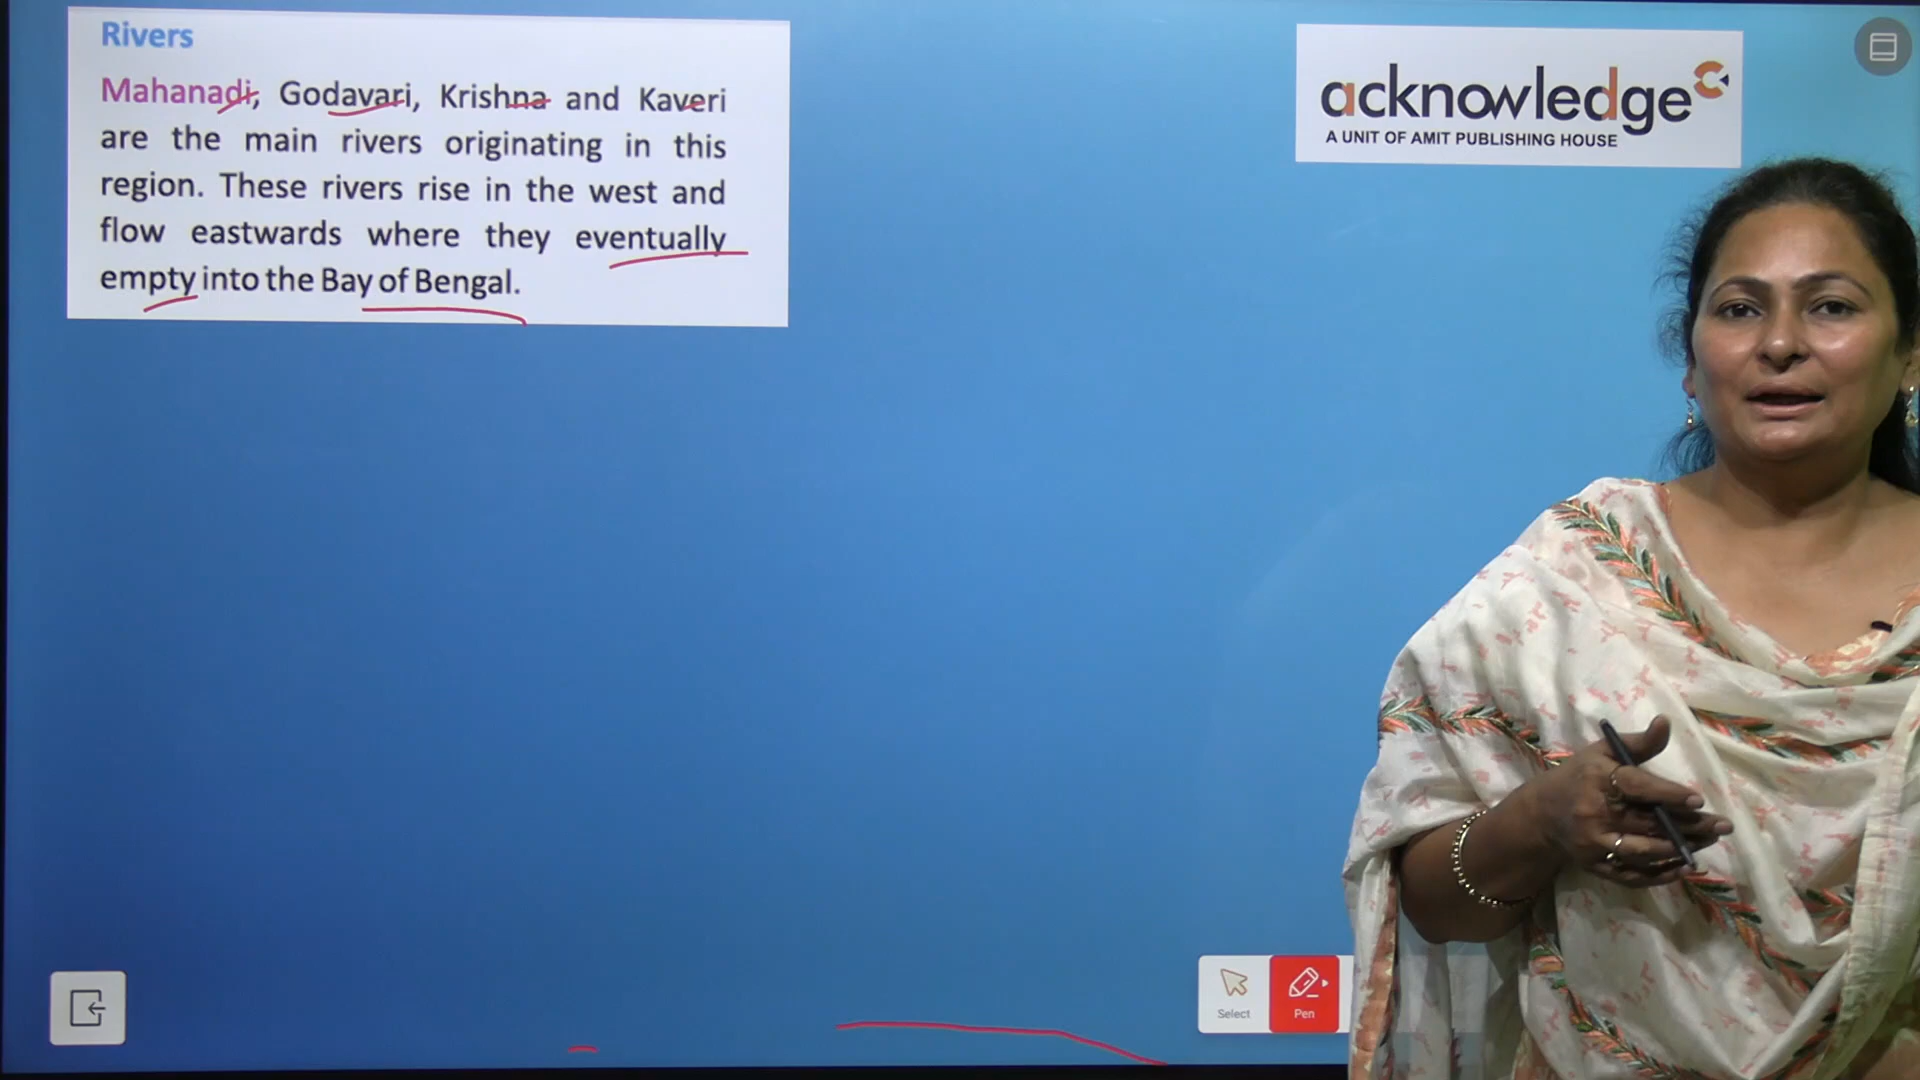 Rivers
Mahanadi, Godavari, Krishna and Kaveri
are the main rivers originating in this
region. These rivers rise in the west and
flow eastwards where they eventually
empty into the Bay of Bengal.
acknowledge
A UNIT OF AMIT PUBLISHING HOUSE
Select
Pen